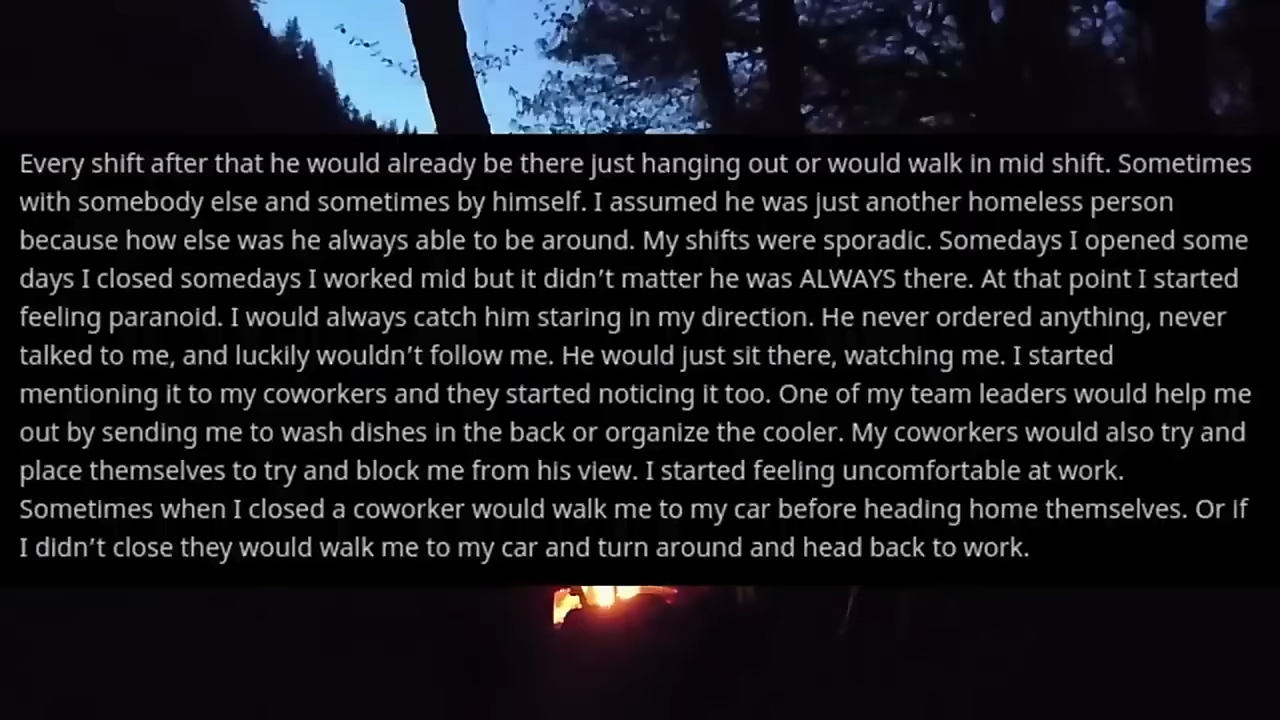 Every shift after that he would already be there just hanging out or would walk in mid shift. Sometimes
with somebody else and sometimes by himself. I assumed he was just another homeless person
because how else was he always able to be around. My shifts were sporadic. Somedays I opened some
days I closed somedays I worked mid but it didn’t matter he was ALWAYS there. At that point I started
feeling paranoid. I would always catch him staring in my direction. He never ordered anything, never
talked to me, and luckily wouldn’t follow me. He would just sit there, watching me. I started
mentioning it to my coworkers and they started noticing it too. One of my team leaders would help me
out by sending me to wash dishes in the back or organize the cooler. My coworkers would also try and
place themselves to try and block me from his view. I started feeling uncomfortable at work.
Sometimes when I closed a coworker would walk me to my car before heading home themselves. Or if
I didn’t close they would walk me to my car and turn around and head back to work.